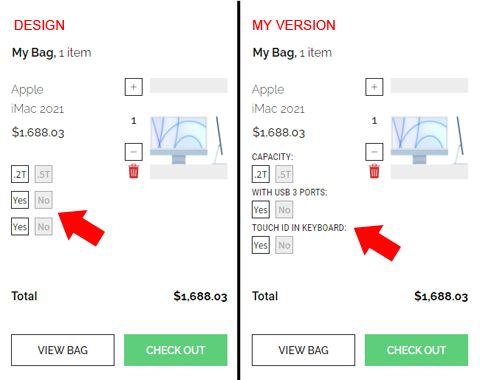 DESIGN
My Bag, 1 item
Apple
iMac 2021
$1,688.03
+
1
−
.2T .5T
Yes No
Yes No
Total $1,688.03
VIEW BAG CHECK OUT
MY VERSION
My Bag, 1 item
Apple
iMac 2021
$1,688.03
+
1
−
CAPACITY:
.2T .5T
WITH USB 3 PORTS:
Yes No
TOUCH ID IN KEYBOARD:
Yes No
Total $1,688.03
VIEW BAG CHECK OUT